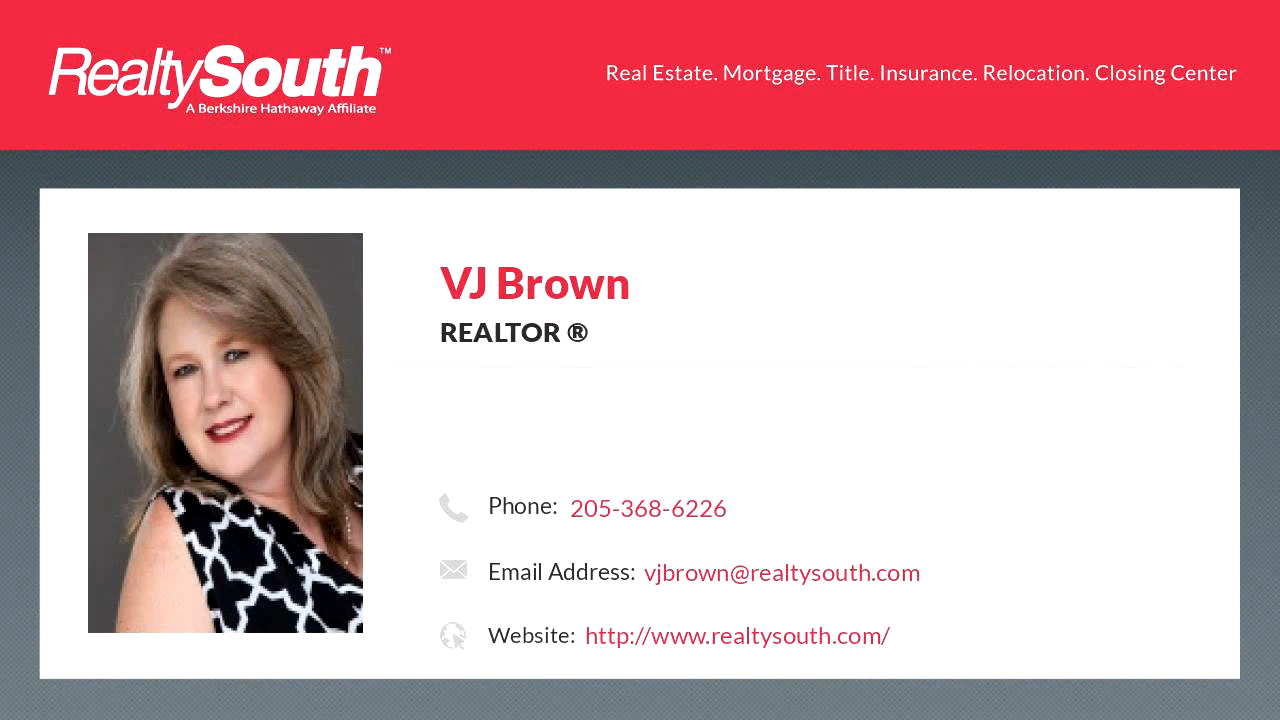 RealtySouth™
A Berkshire Hathaway Affiliate
Real Estate. Mortgage. Title. Insurance. Relocation. Closing Center
VJ Brown
REALTOR ®
Phone: 205-368-6226
Email Address: vjbrown@realtysouth.com
Website: http://www.realtysouth.com/